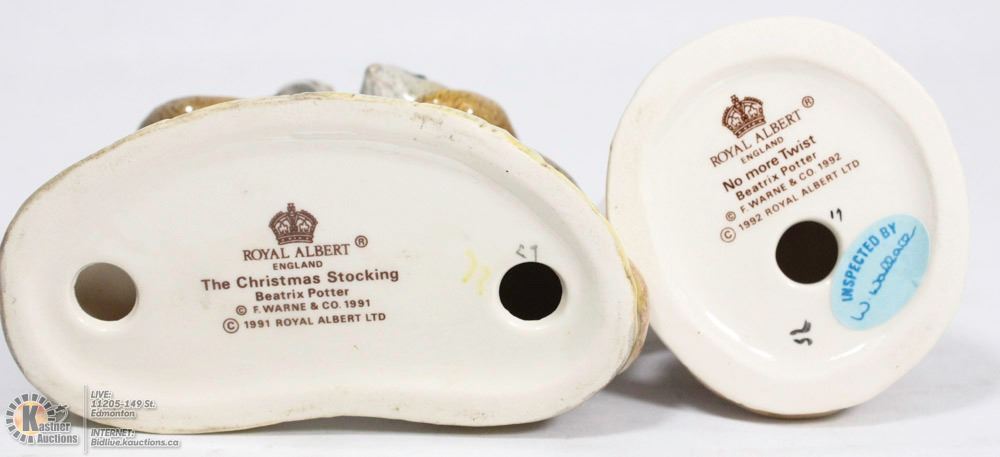 ROYAL ALBERT ®
ENGLAND
The Christmas Stocking
Beatrix Potter
© F. WARNE & CO. 1991
© 1991 ROYAL ALBERT LTD
ROYAL ALBERT ®
ENGLAND
No more Twist
Beatrix Potter
© F. WARNE & CO. 1992
© 1992 ROYAL ALBERT LTD
INSPECTED BY
W. Wallace
Kastner
Auctions
LIVE:
11205-149 St.
Edmonton
INTERNET:
Bidlive.kauctions.ca